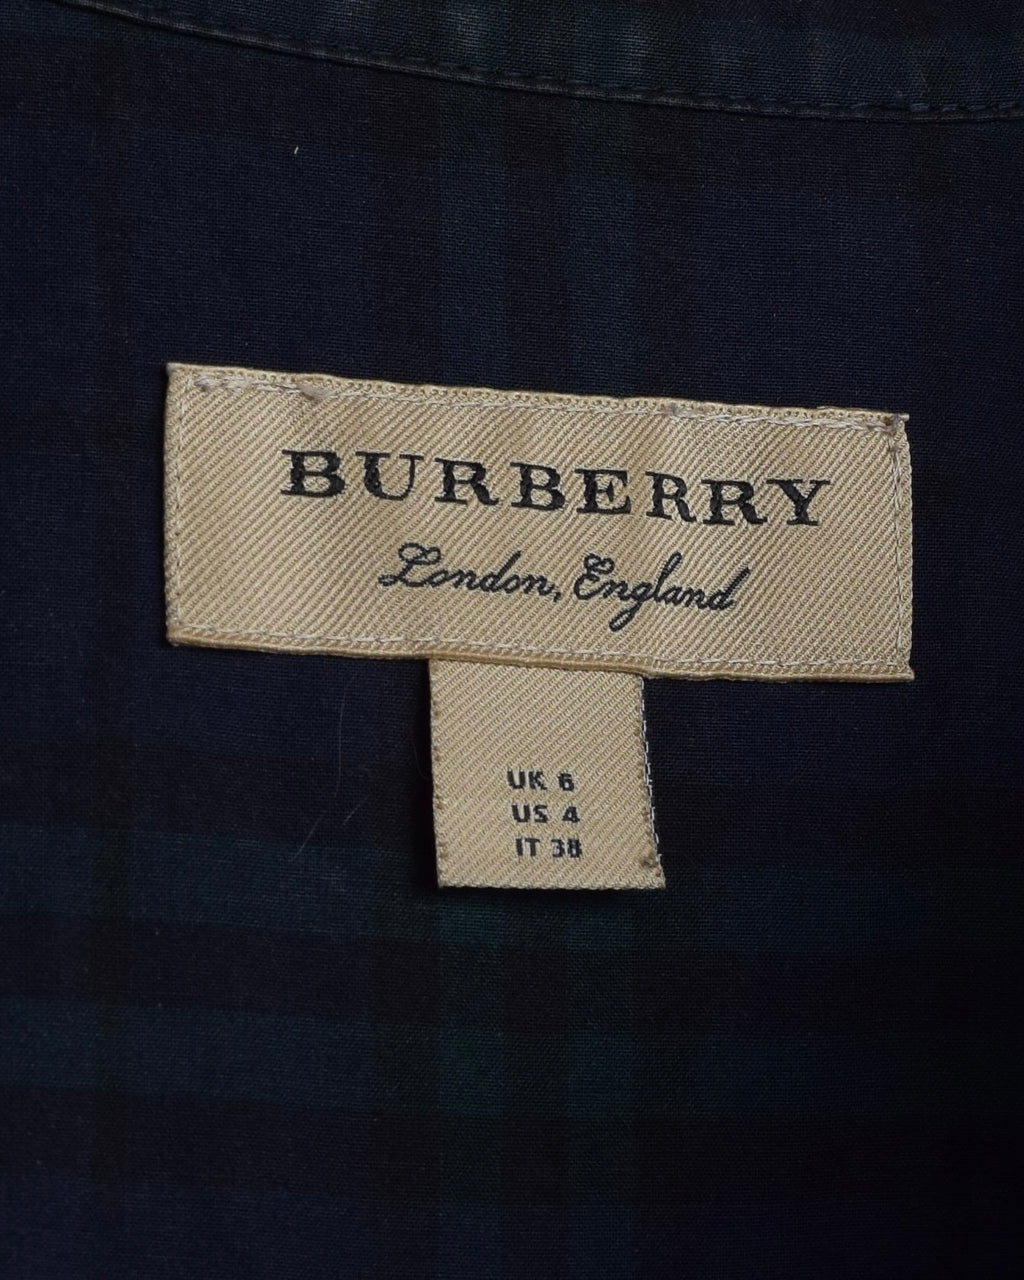 BURBERRY
London, England
UK 6
US 4
IT 38